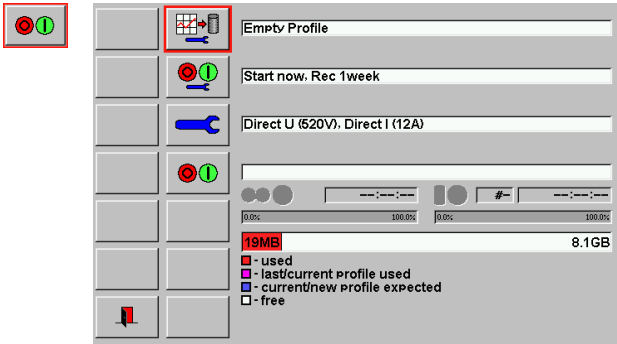 Empty Profile
Start now, Rec 1week
Direct U (520V), Direct I (12A)
--:--:-- #- --:--:--
0.0% 100.0% 0.0% 100.0%
19MB 8.1GB
- used
- last/current profile used
- current/new profile expected
- free